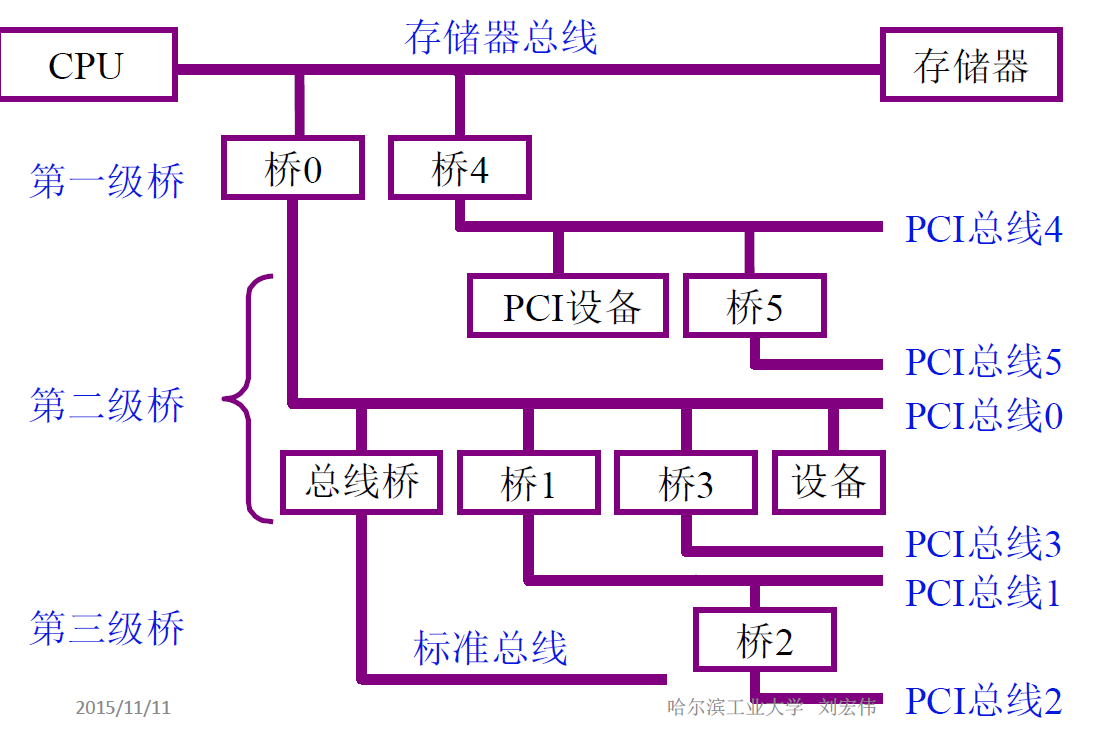 存储器总线
CPU
存储器
第一级桥
桥0
桥4
PCI总线4
PCI设备
桥5
PCI总线5
第二级桥
PCI总线0
总线桥
桥1
桥3
设备
PCI总线3
PCI总线1
第三级桥
标准总线
桥2
PCI总线2
2015/11/11
哈尔滨工业大学 刘宏伟